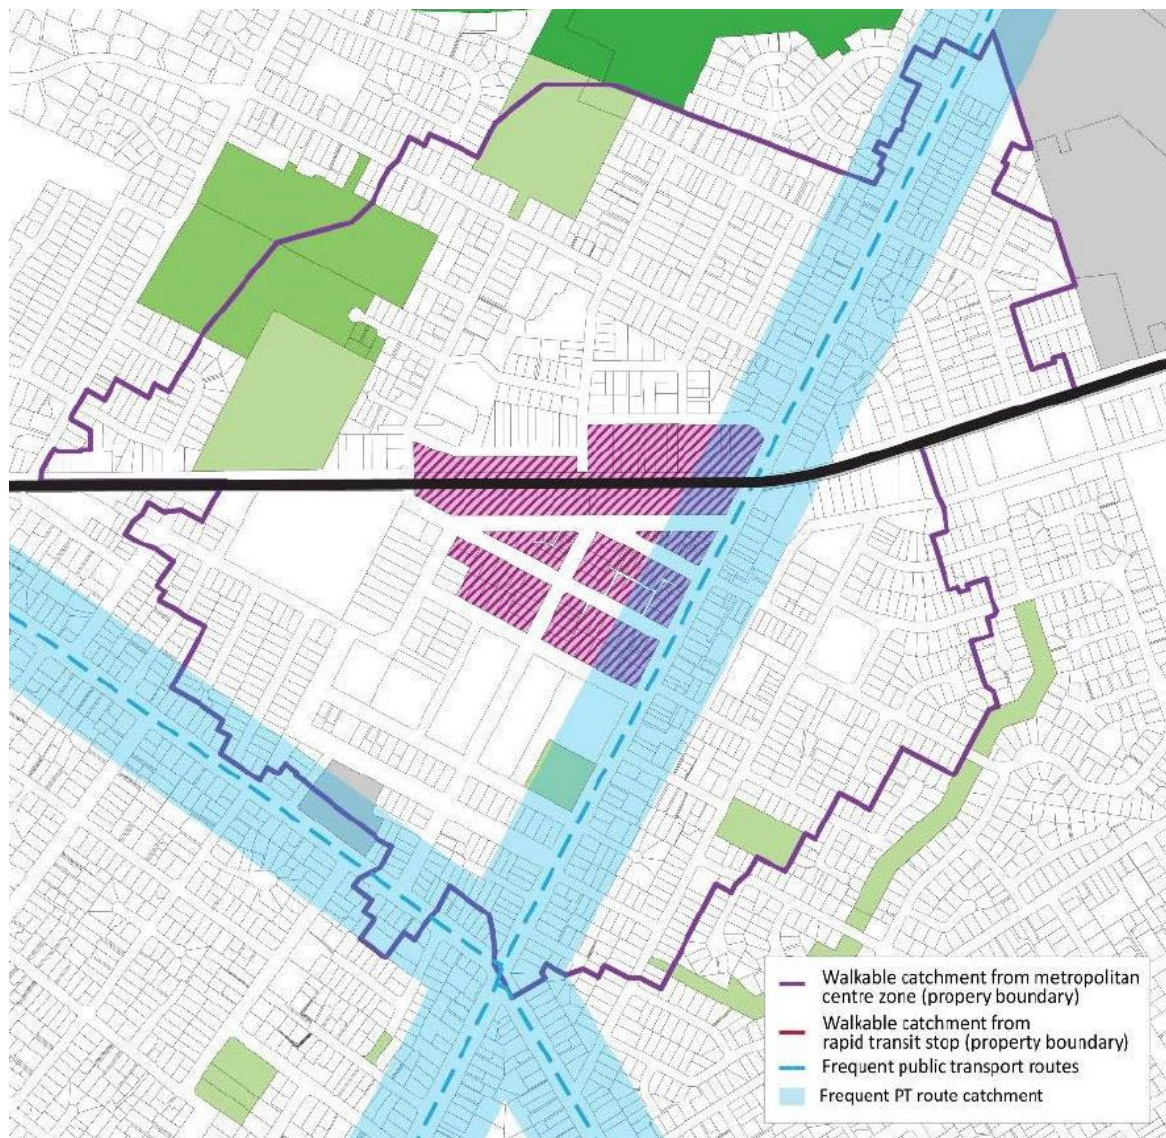 Walkable catchment from metropolitan
centre zone (propery boundary)
Walkable catchment from
rapid transit stop (property boundary)
Frequent public transport routes
Frequent PT route catchment